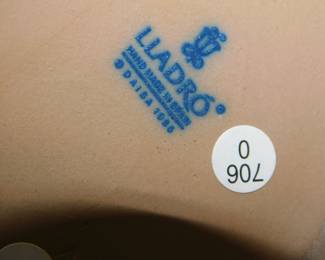 LLADRÓ®
HAND MADE IN SPAIN
© DAISA 1986
706
0